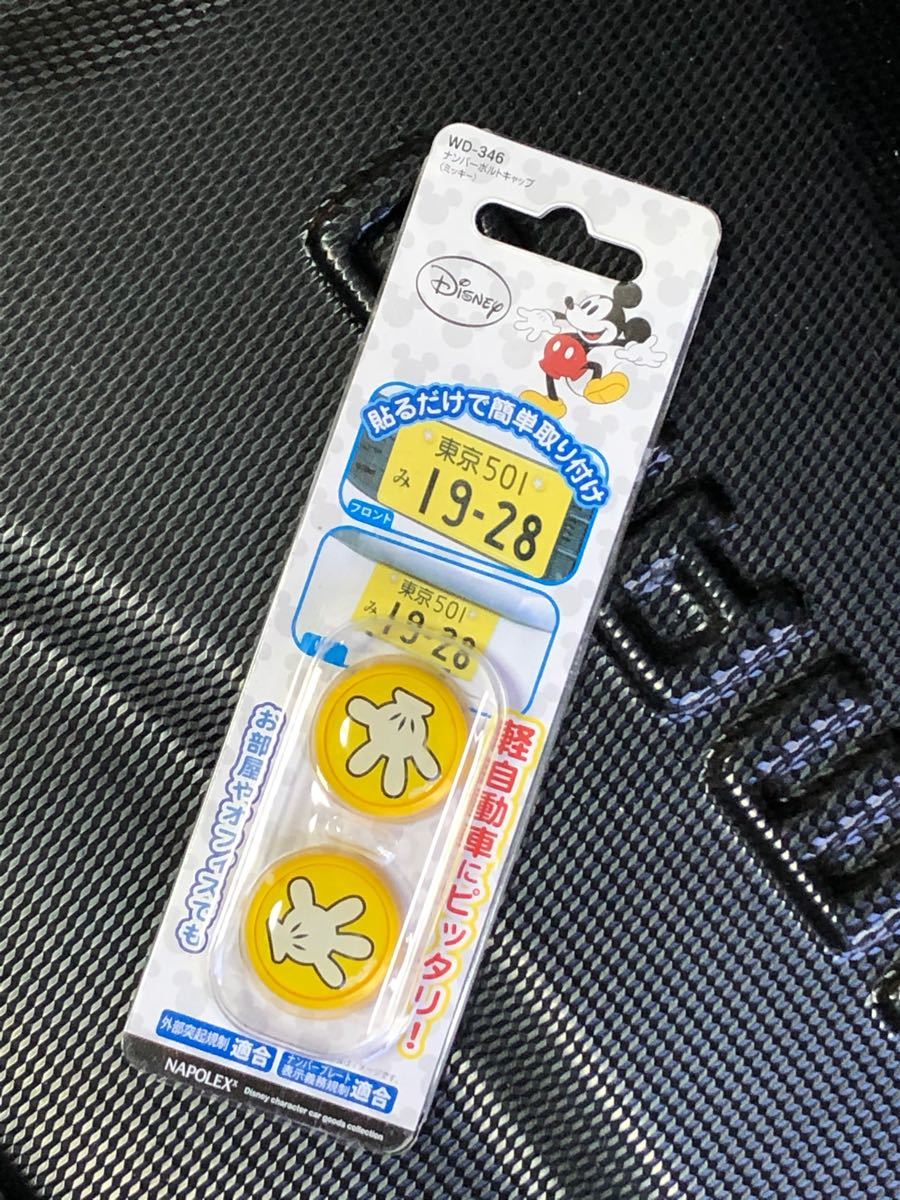 WD-346
ナンバーボルトキャップ
(ミッキー)
Disney
貼るだけで簡単取り付け
東京501
み 19-28
フロント
東京501
み 19-28
軽自動車にピッタリ!
お部屋やオフィスでも
外部突起規制 適合
ナンバープレート
表示義務規制 適合
NAPOLEX
Disney character car goods collection